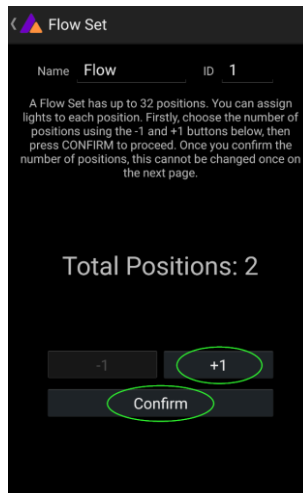 Flow Set
Name Flow ID 1
A Flow Set has up to 32 positions. You can assign
lights to each position. Firstly, choose the number of
positions using the -1 and +1 buttons below, then
press CONFIRM to proceed. Once you confirm the
number of positions, this cannot be changed once on
the next page.
Total Positions: 2
-1 +1
Confirm